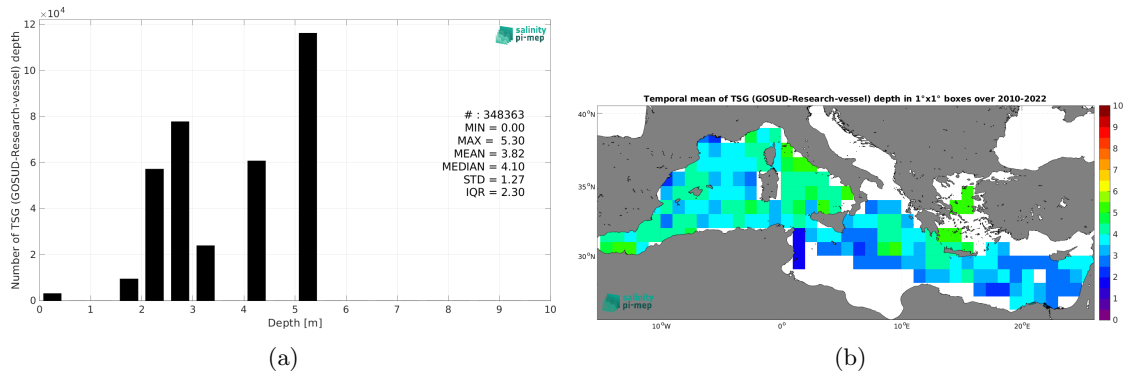 ×10⁴
12
10
8
6
4
2
0
Number of TSG (GOSUD-Research-vessel) depth
salinity
pi-mep
# : 348363
MIN = 0.00
MAX = 5.30
MEAN = 3.82
MEDIAN = 4.10
STD = 1.27
IQR = 2.30
0 1 2 3 4 5 6 7 8 9 10
Depth [m]
(a)
Temporal mean of TSG (GOSUD-Research-vessel) depth in 1°x1° boxes over 2010-2022
40°N
35°N
30°N
10°W 0° 10°E 20°E
salinity
pi-mep
10
9
8
7
6
5
4
3
2
1
0
(b)